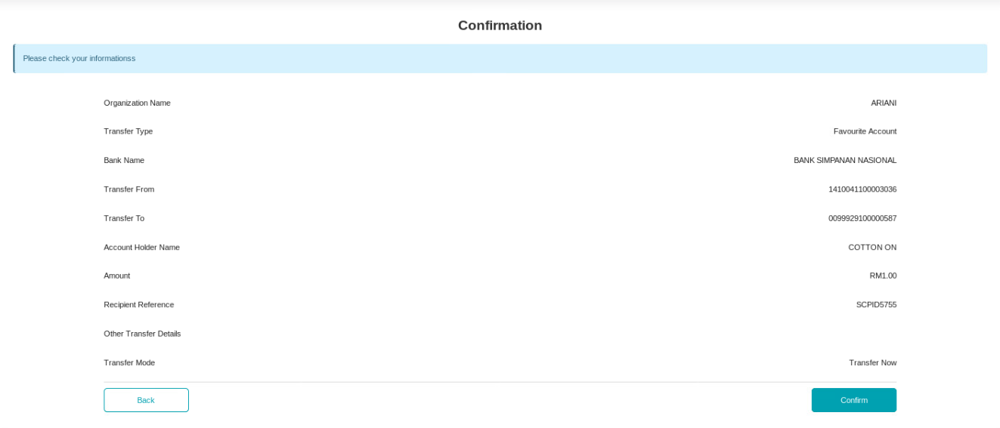 Confirmation
Please check your informationss
Organization Name ARIANI
Transfer Type Favourite Account
Bank Name BANK SIMPANAN NASIONAL
Transfer From 1410041100003036
Transfer To 0099929100000587
Account Holder Name COTTON ON
Amount RM1.00
Recipient Reference SCPID5755
Other Transfer Details
Transfer Mode Transfer Now
Back Confirm